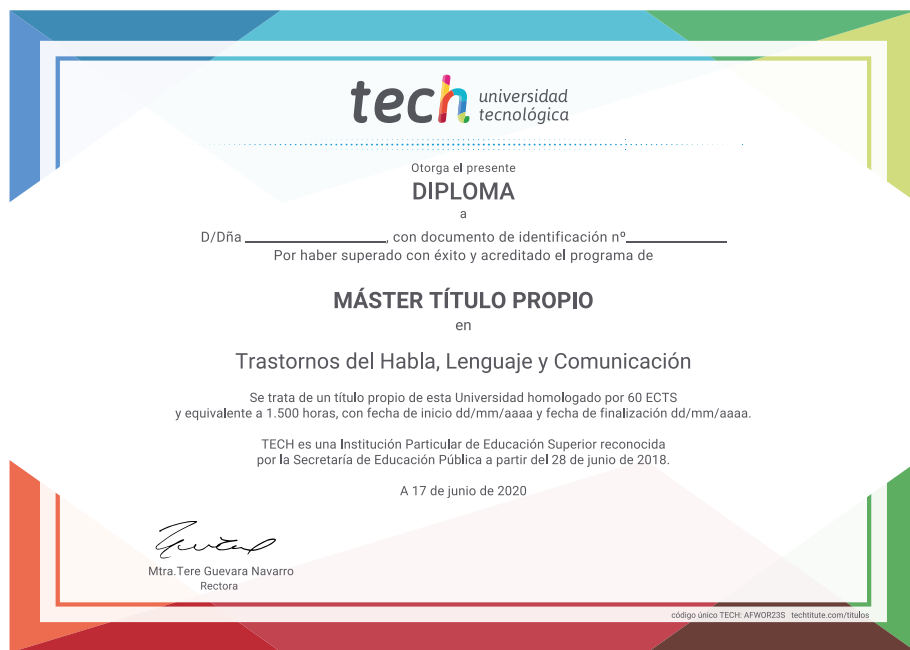 tech universidad
tecnológica
Otorga el presente
DIPLOMA
a
D/Dña ________________, con documento de identificación nº____________
Por haber superado con éxito y acreditado el programa de
MÁSTER TÍTULO PROPIO
en
Trastornos del Habla, Lenguaje y Comunicación
Se trata de un título propio de esta Universidad homologado por 60 ECTS
y equivalente a 1.500 horas, con fecha de inicio dd/mm/aaaa y fecha de finalización dd/mm/aaaa.
TECH es una Institución Particular de Educación Superior reconocida
por la Secretaría de Educación Pública a partir del 28 de junio de 2018.
A 17 de junio de 2020
Mtra.Tere Guevara Navarro
Rectora
código único TECH: AFWOR23S techtitute.com/titulos